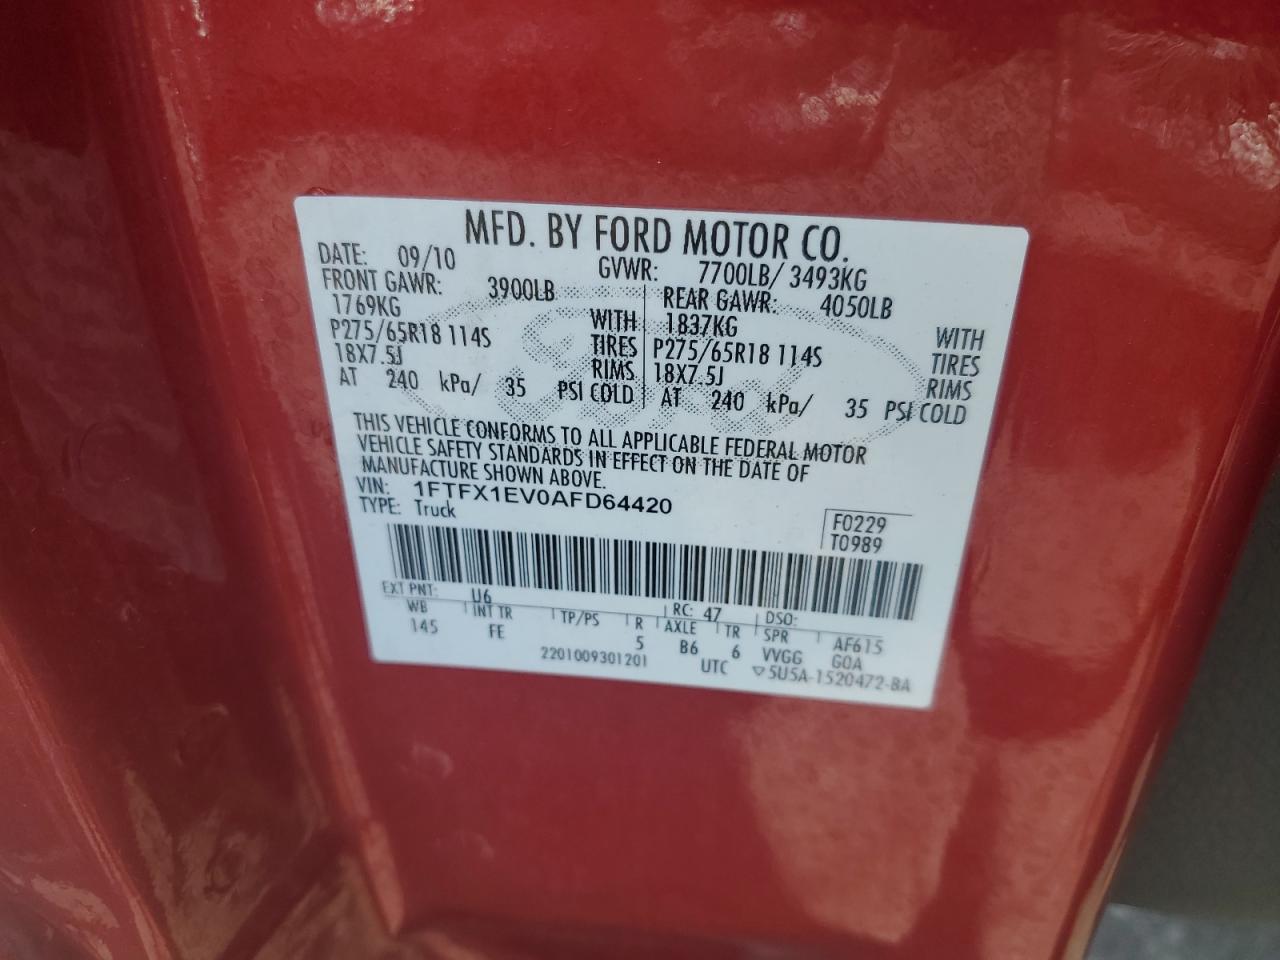 MFD. BY FORD MOTOR CO.
DATE: 09/10 GVWR: 7700LB/ 3493KG
FRONT GAWR: 3900LB REAR GAWR: 4050LB
1769KG WITH 1837KG WITH
P275/65R18 114S TIRES P275/65R18 114S TIRES
18X7.5J RIMS 18X7.5J RIMS
AT 240 kPa/ 35 PSI COLD AT 240 kPa/ 35 PSI COLD
THIS VEHICLE CONFORMS TO ALL APPLICABLE FEDERAL MOTOR
VEHICLE SAFETY STANDARDS IN EFFECT ON THE DATE OF
MANUFACTURE SHOWN ABOVE.
VIN: 1FTFX1EV0AFD64420
TYPE: Truck F0229
T0989
EXT PNT: U6 RC: 47 DSO:
WB INT TR TP/PS R AXLE TR SPR AF615
145 FE 5 B6 6 VVGG GOA
2201009301201 UTC ▽5U5A-1520472-BA